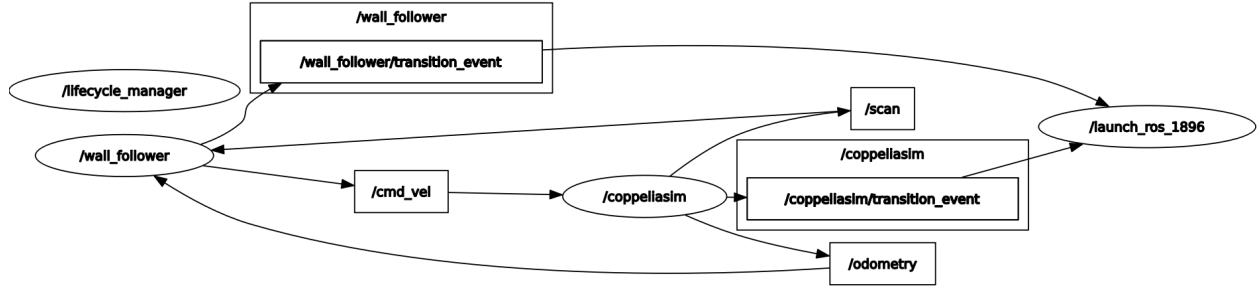 /wall_follower
/wall_follower/transition_event
/lifecycle_manager
/scan
/launch_ros_1896
/wall_follower
/coppeliasim
/cmd_vel
/coppeliasim
/coppeliasim/transition_event
/odometry